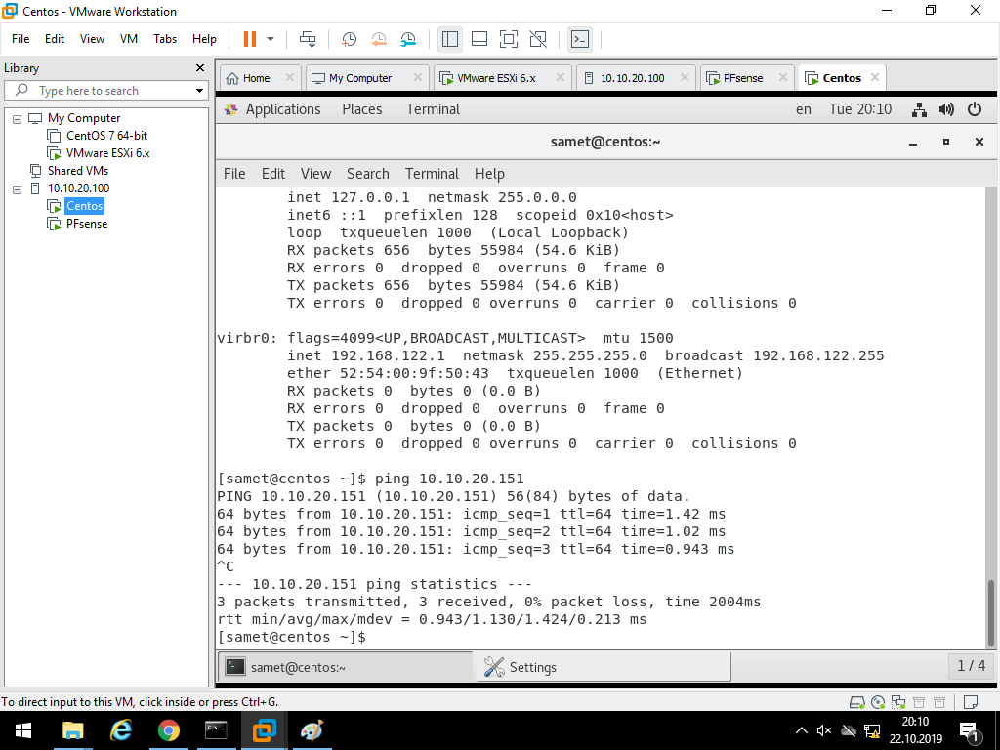 Centos - VMware Workstation
File Edit View VM Tabs Help
Library
Type here to search
My Computer
CentOS 7 64-bit
VMware ESXi 6.x
Shared VMs
10.10.20.100
Centos
PFsense
Home My Computer VMware ESXi 6.x 10.10.20.100 PFsense Centos
Applications Places Terminal en Tue 20:10
samet@centos:~
File Edit View Search Terminal Help
inet 127.0.0.1 netmask 255.0.0.0
inet6 ::1 prefixlen 128 scopeid 0x10<host>
loop txqueuelen 1000 (Local Loopback)
RX packets 656 bytes 55984 (54.6 KiB)
RX errors 0 dropped 0 overruns 0 frame 0
TX packets 656 bytes 55984 (54.6 KiB)
TX errors 0 dropped 0 overruns 0 carrier 0 collisions 0
virbr0: flags=4099<UP,BROADCAST,MULTICAST> mtu 1500
inet 192.168.122.1 netmask 255.255.255.0 broadcast 192.168.122.255
ether 52:54:00:9f:50:43 txqueuelen 1000 (Ethernet)
RX packets 0 bytes 0 (0.0 B)
RX errors 0 dropped 0 overruns 0 frame 0
TX packets 0 bytes 0 (0.0 B)
TX errors 0 dropped 0 overruns 0 carrier 0 collisions 0
[samet@centos ~]$ ping 10.10.20.151
PING 10.10.20.151 (10.10.20.151) 56(84) bytes of data.
64 bytes from 10.10.20.151: icmp_seq=1 ttl=64 time=1.42 ms
64 bytes from 10.10.20.151: icmp_seq=2 ttl=64 time=1.02 ms
64 bytes from 10.10.20.151: icmp_seq=3 ttl=64 time=0.943 ms
^C
--- 10.10.20.151 ping statistics ---
3 packets transmitted, 3 received, 0% packet loss, time 2004ms
rtt min/avg/max/mdev = 0.943/1.130/1.424/0.213 ms
[samet@centos ~]$
samet@centos:~ Settings 1 / 4
To direct input to this VM, click inside or press Ctrl+G.
20:10
22.10.2019
1